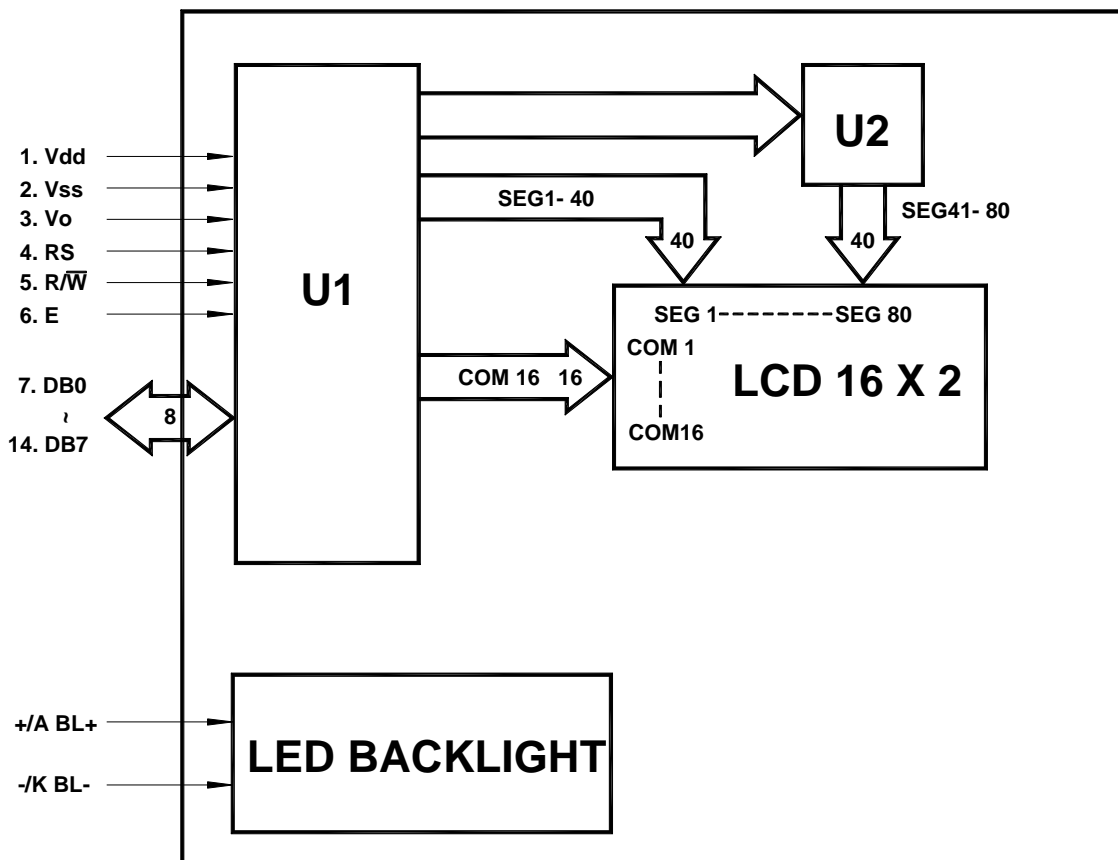 U2
1. Vdd
2. Vss
3. Vo
4. RS
5. R/W̅
6. E
SEG1- 40
SEG41- 80
40
40
U1
SEG 1
SEG 80
COM 1
LCD 16 X 2
COM 16 16
COM16
7. DB0
~
14. DB7
8
+/A BL+
-/K BL-
LED BACKLIGHT